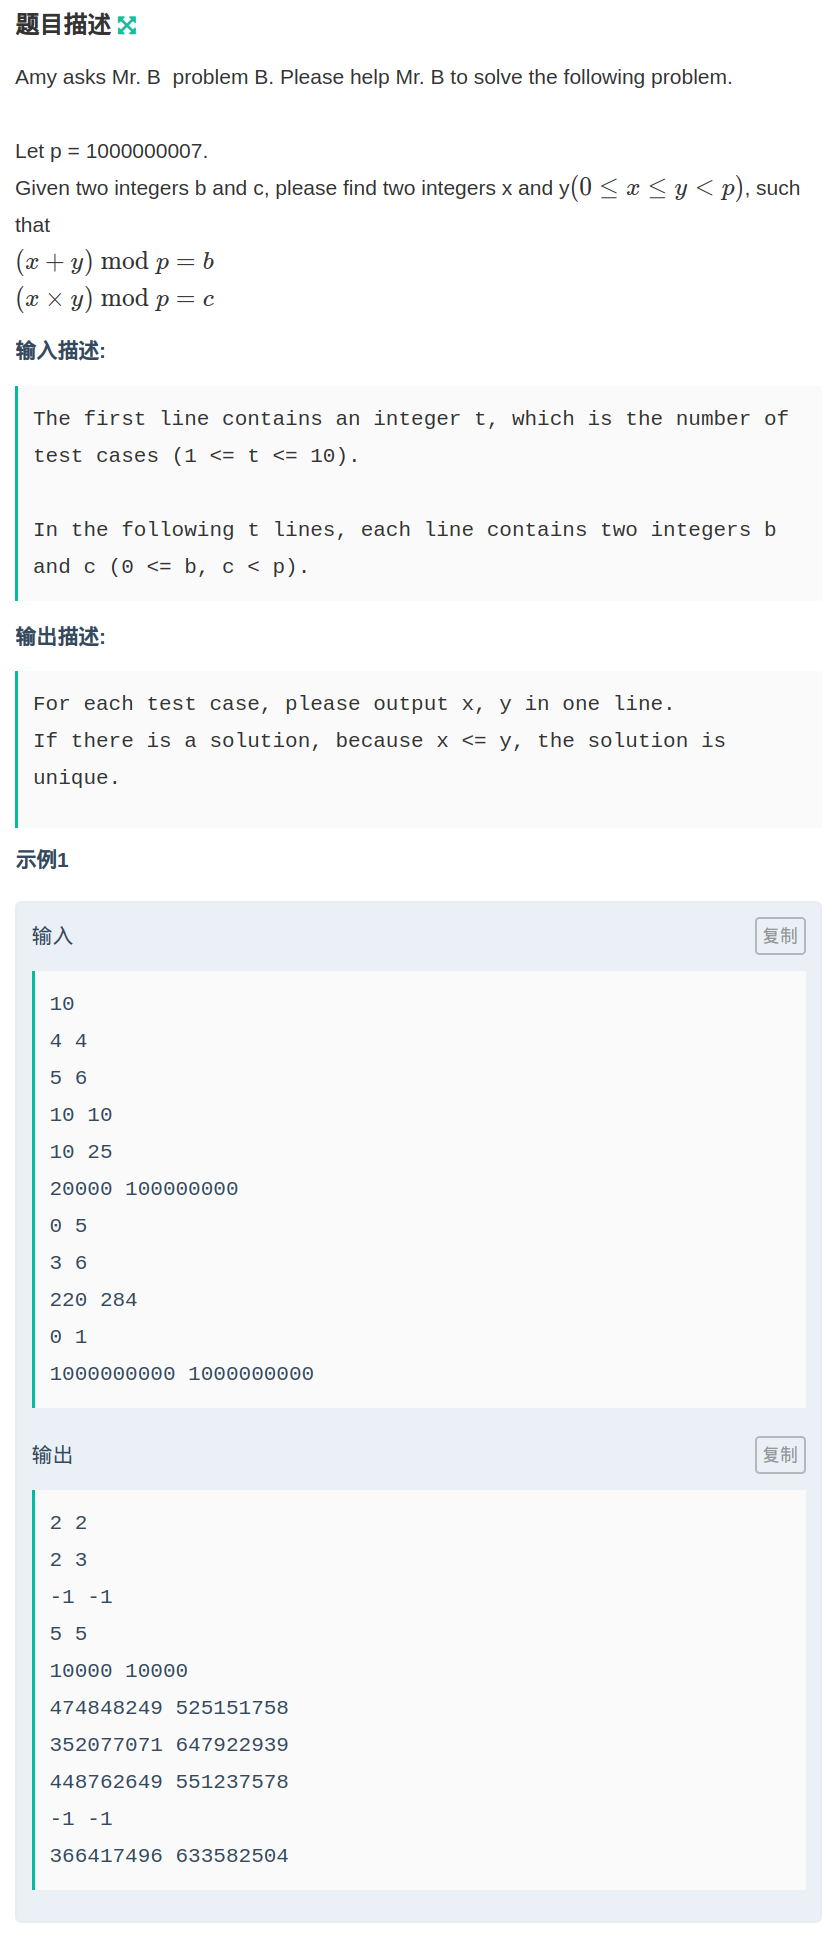 题目描述
Amy asks Mr. B  problem B. Please help Mr. B to solve the following problem.
Let p = 1000000007.
Given two integers b and c, please find two integers x and y(0 ≤ x ≤ y < p), such
that
(x + y) mod p = b
(x × y) mod p = c
输入描述:
The first line contains an integer t, which is the number of
test cases (1 <= t <= 10).
In the following t lines, each line contains two integers b
and c (0 <= b, c < p).
输出描述:
For each test case, please output x, y in one line.
If there is a solution, because x <= y, the solution is
unique.
示例1
输入
复制
10
4 4
5 6
10 10
10 25
20000 100000000
0 5
3 6
220 284
0 1
1000000000 1000000000
输出
复制
2 2
2 3
-1 -1
5 5
10000 10000
474848249 525151758
352077071 647922939
448762649 551237578
-1 -1
366417496 633582504